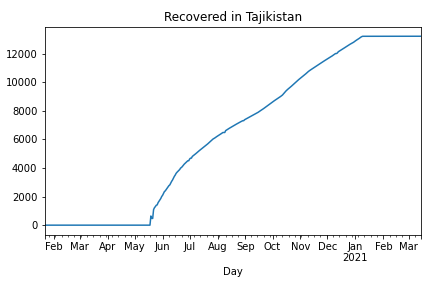 Recovered in Tajikistan
12000
10000
8000
6000
4000
2000
0
Feb Mar Apr May Jun Jul Aug Sep Oct Nov Dec Jan Feb Mar
2021
Day